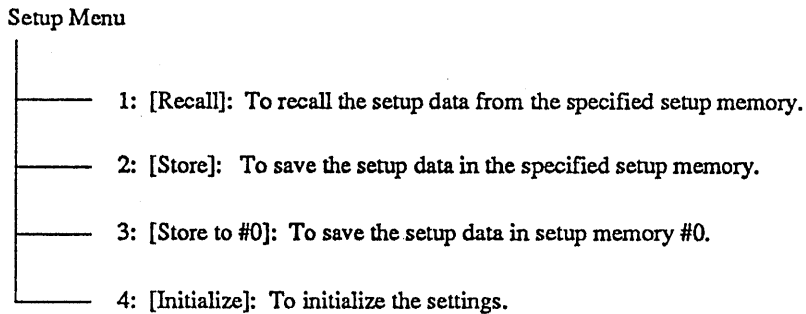 Setup Menu
1: [Recall]: To recall the setup data from the specified setup memory.
2: [Store]: To save the setup data in the specified setup memory.
3: [Store to #0]: To save the setup data in setup memory #0.
4: [Initialize]: To initialize the settings.